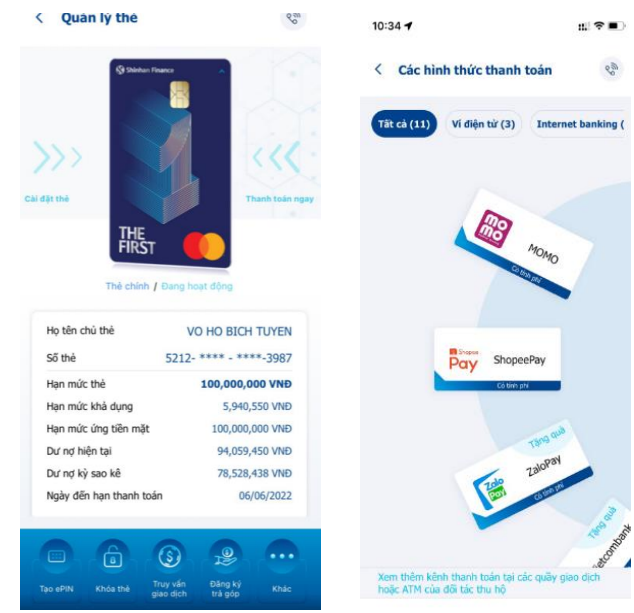 Quản lý thẻ
Shinhan Finance
THE
FIRST
Cài đặt thẻ
Thanh toán ngay
Thẻ chính / Đang hoạt động
Họ tên chủ thẻ VO HO BICH TUYEN
Số thẻ 5212- **** - ****-3987
Hạn mức thẻ 100,000,000 VNĐ
Hạn mức khả dụng 5,940,550 VNĐ
Hạn mức ứng tiền mặt 100,000,000 VNĐ
Dư nợ hiện tại 94,059,450 VNĐ
Dư nợ kỳ sao kê 78,528,438 VNĐ
Ngày đến hạn thanh toán 06/06/2022
Tạo ePIN
Khóa thẻ
Truy vấn
giao dịch
Đăng ký
trả góp
Khác
10:34
Các hình thức thanh toán
Tất cả (11) Ví điện tử (3) Internet banking (
mo
mo
MOMO
Có tính phí
Shopee
Pay
ShopeePay
Có tính phí
Tặng quà
Zalo
Pay
ZaloPay
Có tính phí
Tặng quà
etcombank
Xem thêm kênh thanh toán tại các quầy giao dịch
hoặc ATM của đối tác thu hộ